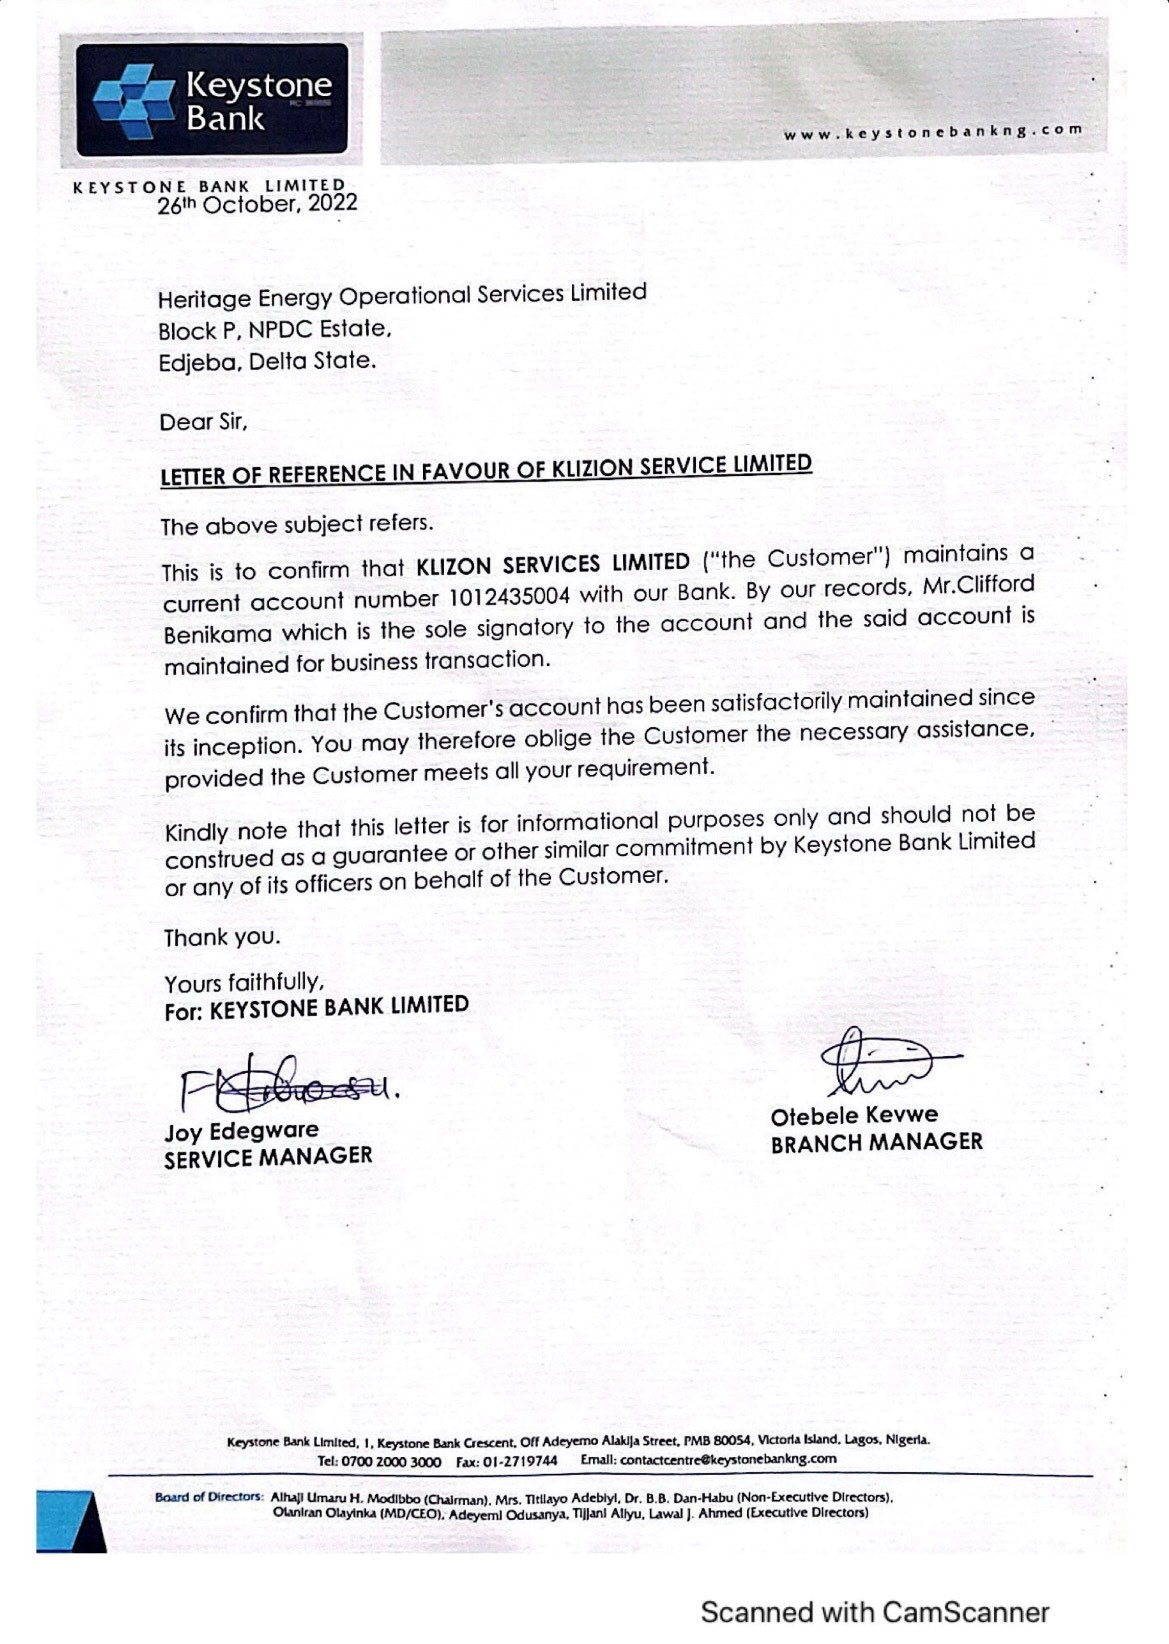 Keystone
Bank
www.keystonebankng.com
KEYSTONE BANK LIMITED
26th October, 2022
Heritage Energy Operational Services Limited
Block P, NPDC Estate,
Edjeba, Delta State.
Dear Sir,
LETTER OF REFERENCE IN FAVOUR OF KLIZION SERVICE LIMITED
The above subject refers.
This is to confirm that KLIZON SERVICES LIMITED ("the Customer") maintains a
current account number 1012435004 with our Bank. By our records, Mr.Clifford
Benikama which is the sole signatory to the account and the said account is
maintained for business transaction.
We confirm that the Customer's account has been satisfactorily maintained since
its inception. You may therefore oblige the Customer the necessary assistance,
provided the Customer meets all your requirement.
Kindly note that this letter is for informational purposes only and should not be
construed as a guarantee or other similar commitment by Keystone Bank Limited
or any of its officers on behalf of the Customer.
Thank you.
Yours faithfully,
For: KEYSTONE BANK LIMITED
Joy Edegware
SERVICE MANAGER
Otebele Kevwe
BRANCH MANAGER
Keystone Bank Limited, 1, Keystone Bank Crescent, Off Adeyemo Alakija Street, PMB 80054, Victoria Island, Lagos, Nigeria.
Tel: 0700 2000 3000 Fax: 01-2719744 Email: contactcentre@keystonebankng.com
Board of Directors: Alhaji Umaru H. Modibbo (Chairman), Mrs. Titilayo Adebiyi, Dr. B.B. Dan-Habu (Non-Executive Directors),
Olaniran Olayinka (MD/CEO), Adeyemi Odusanya, Tijjani Aliyu, Lawal J. Ahmed (Executive Directors)
Scanned with CamScanner